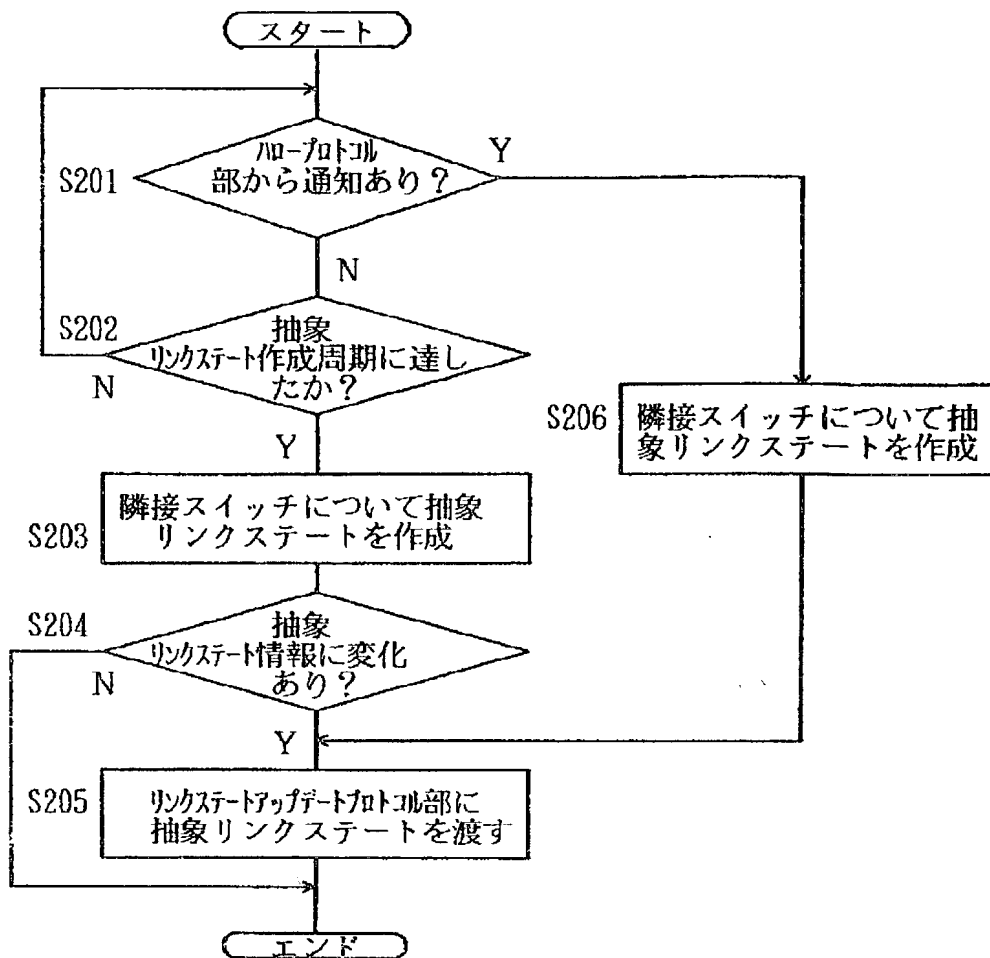 スタート
ハロープロトコル
部から通知あり？
Y
S201
N
S202
抽象
リンクステート作成周期に達し
たか？
N
Y
S206
隣接スイッチについて抽
象リンクステートを作成
隣接スイッチについて抽象
リンクステートを作成
S203
S204
抽象
リンクステート情報に変化
あり？
N
Y
S205
リンクステートアップデートプロトコル部に
抽象リンクステートを渡す
エンド